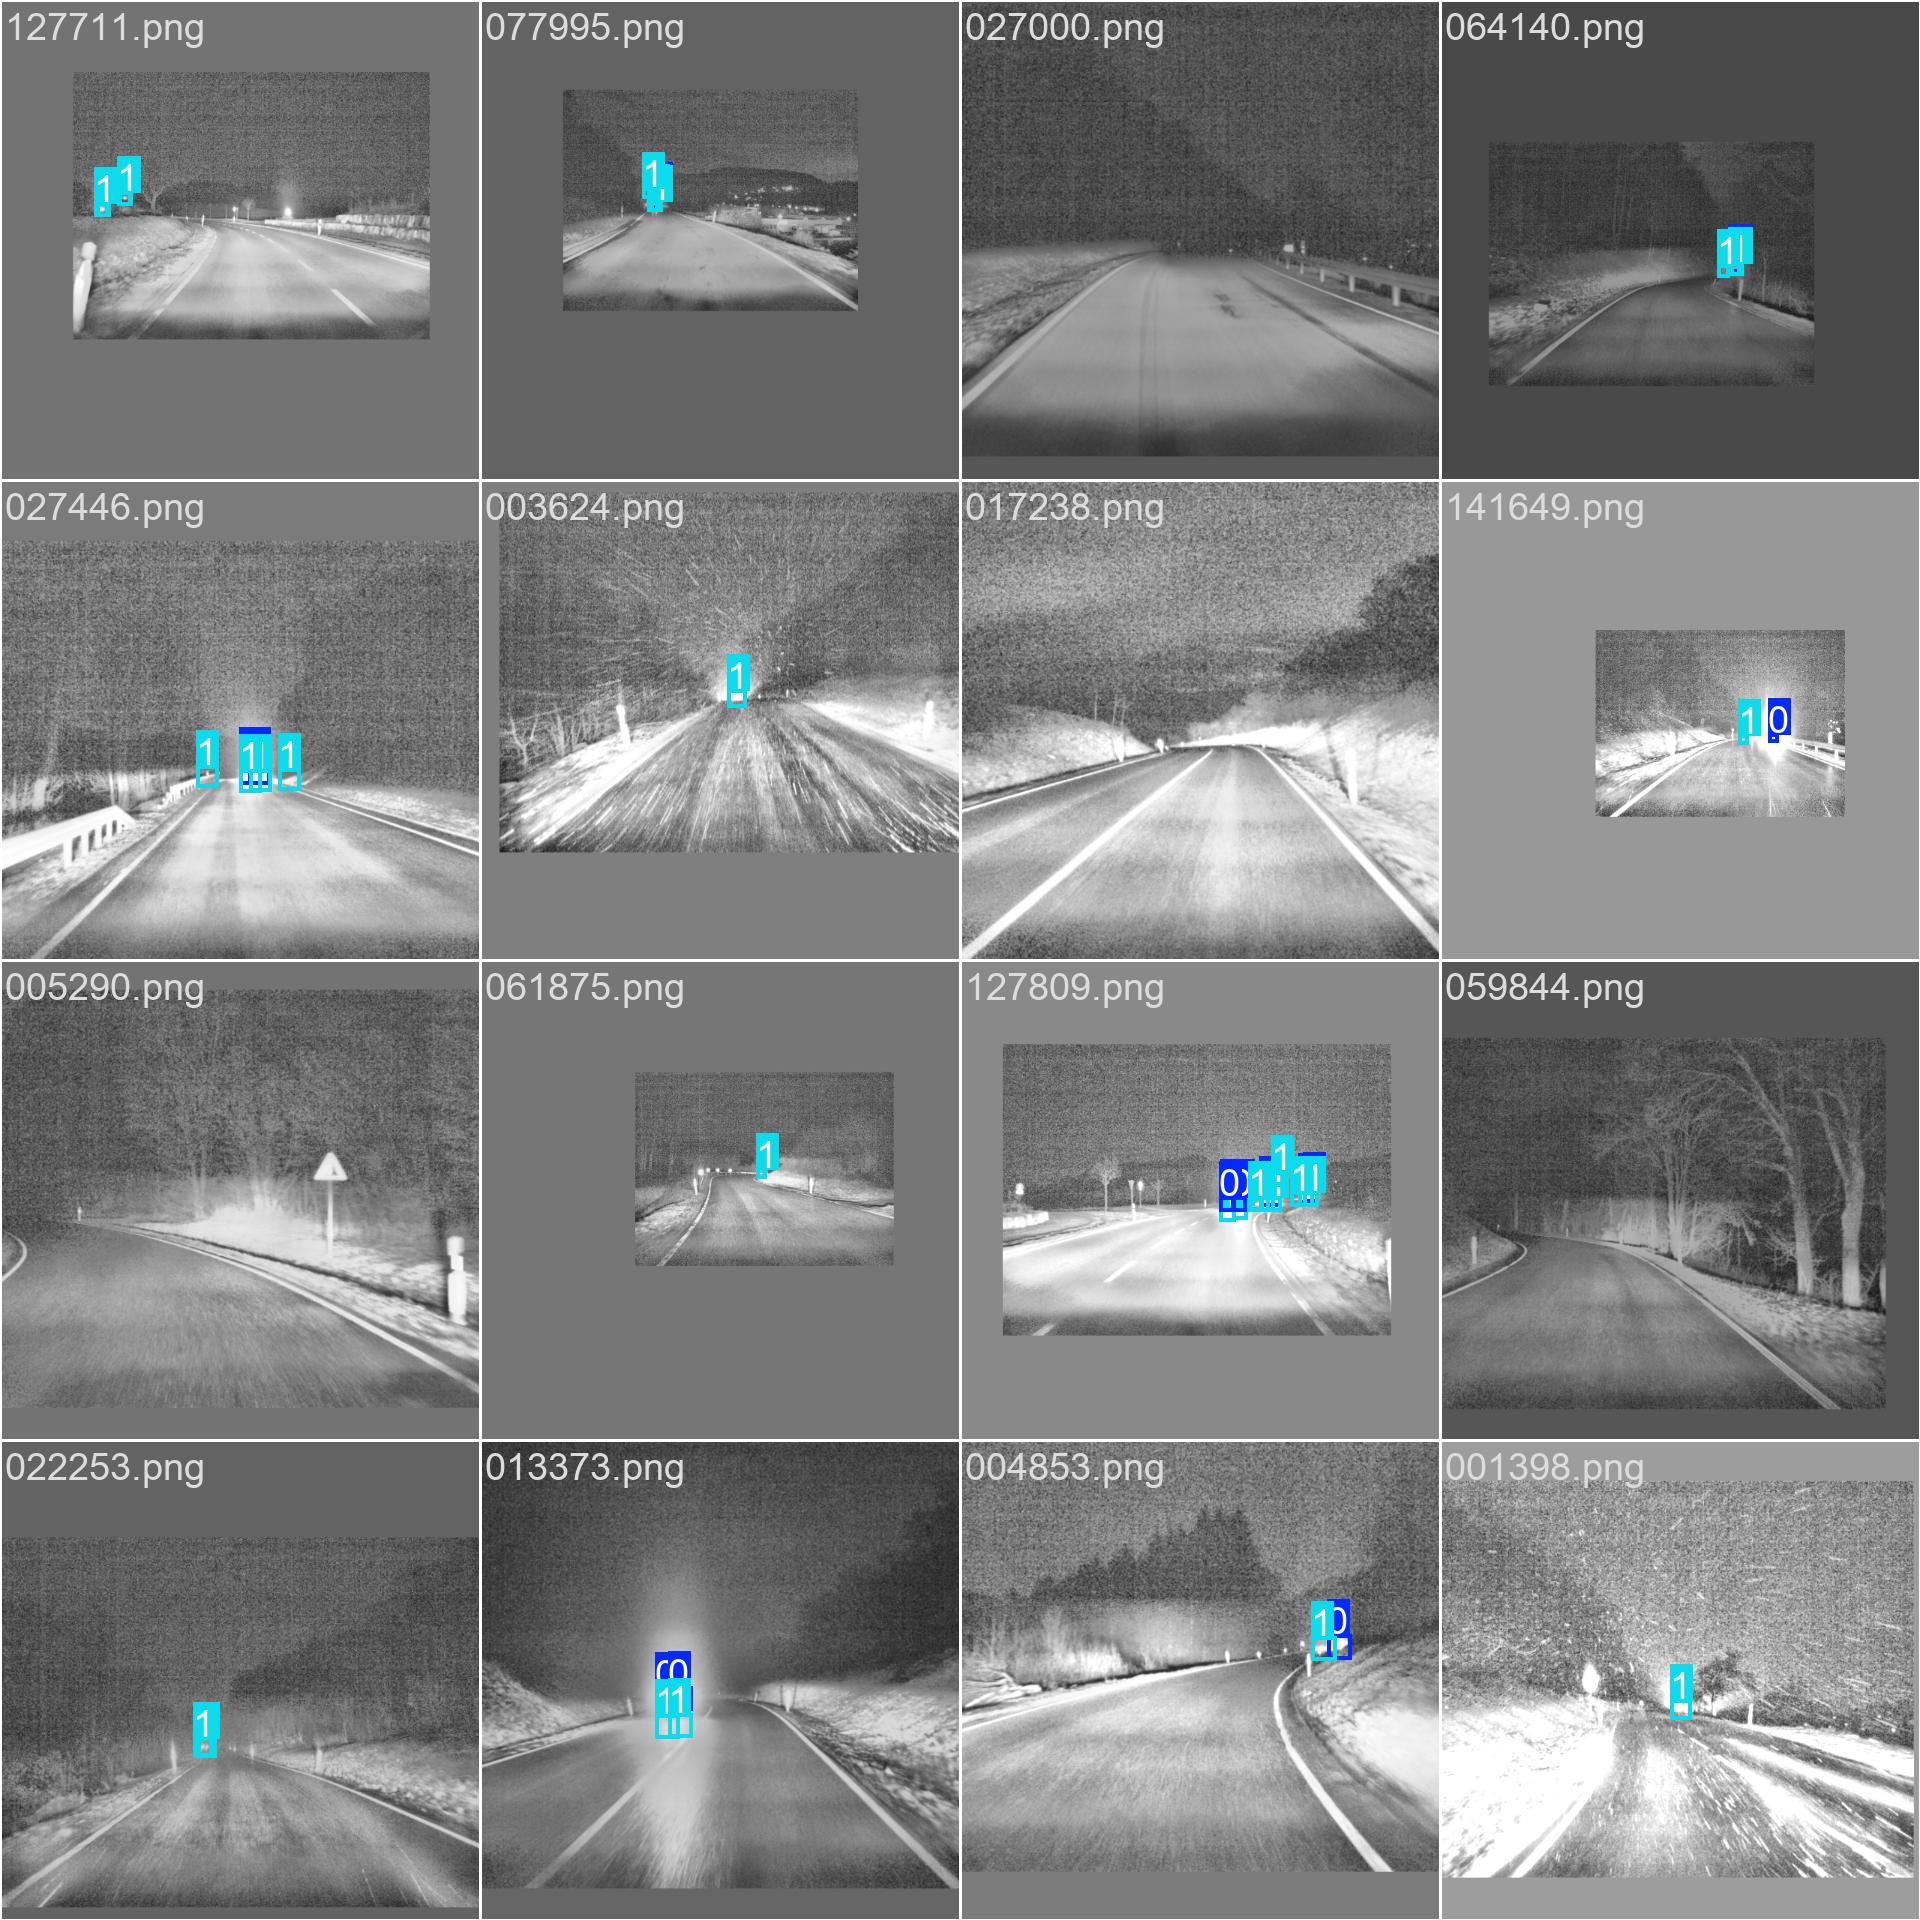 127711.png
077995.png
027000.png
064140.png
1 1
1
1
027446.png
003624.png
017238.png
141649.png
1 1 1
1
1 0
005290.png
061875.png
127809.png
059844.png
1
0 1 1 1
022253.png
013373.png
004853.png
001398.png
1
0
11
1 0
1